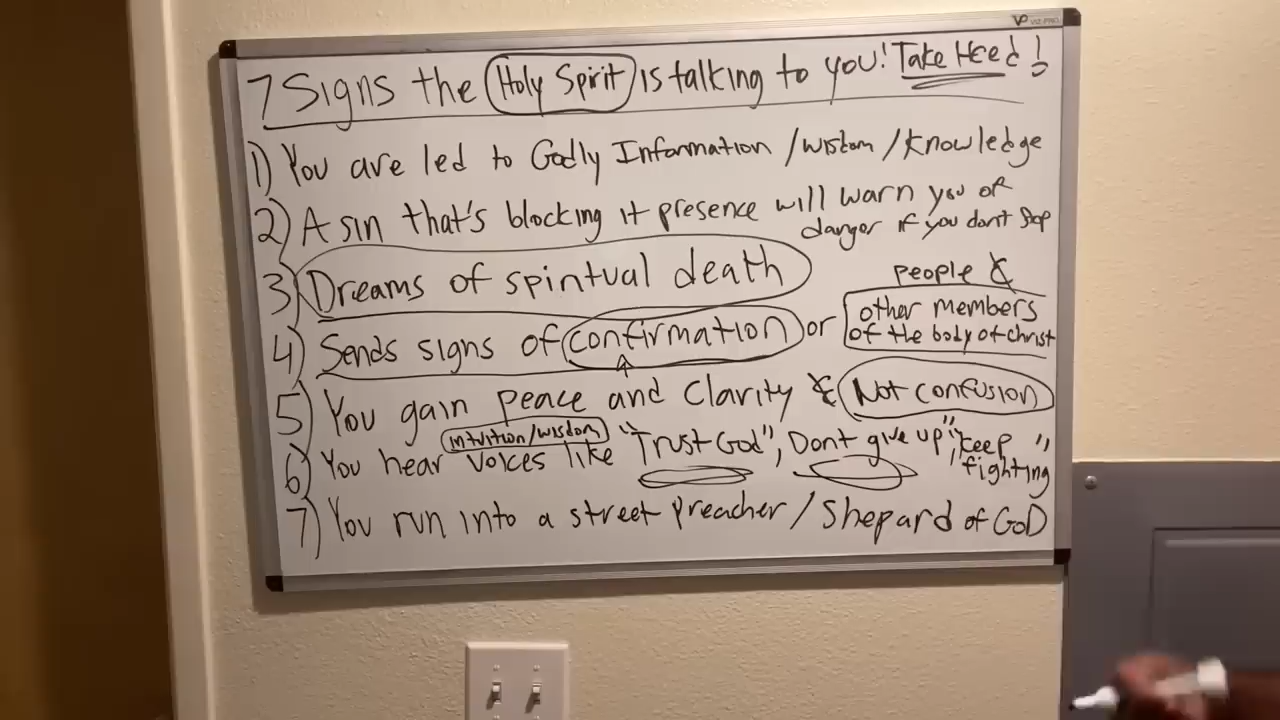 VP VIZ-PRO
7 Signs the Holy Spirit is talking to you! Take Heed!
1) You are led to Godly Information /wisdom /knowledge
2) A sin that's blocking it presence will warn you of
danger if you dont stop
3) Dreams of spiritual death
people &
4) Sends signs of confirmation or other members
of the body of christ
5) You gain peace and Clarity & Not confusion
intuition/wisdom
6) You hear voices like "Trust God", Dont give up", "keep
fighting"
7) You run into a street preacher / Shepard of GoD